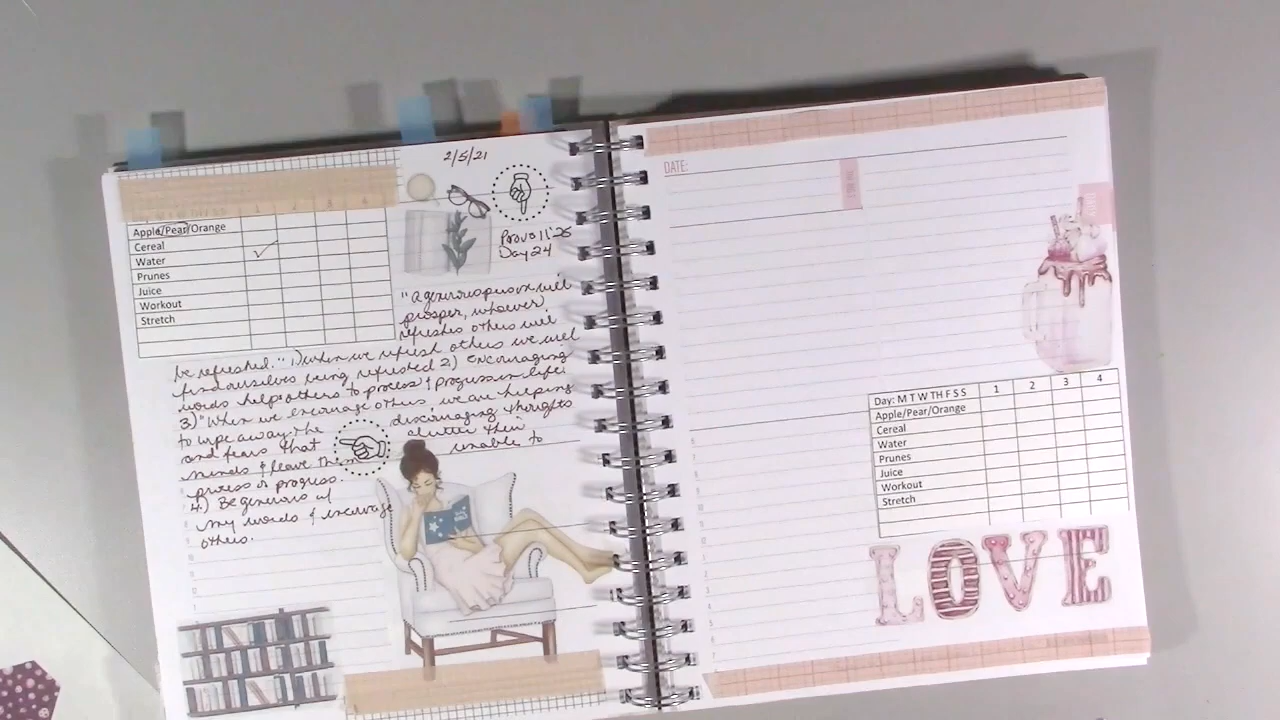 2/5/21
1 2 3 4
Apple/Pear/Orange
Cereal
Water
Prunes
Juice
Workout
Stretch
Prov 11:25
Day 24
"a generous person will
prosper, whoever
refreshes others will
be refreshed." 1) When we refresh others we will
find ourselves being refreshed 2) Encouraging
words help others to process & progress in life.
3) "When we encourage others we are helping
to wipe away the discouraging thoughts
and fears that clutter their
minds & leave them unable to
process or progress.
4.) Be generous w/
my words & encourage
others.
DATE:
Day: M T W TH F S S 1 2 3 4
Apple/Pear/Orange
Cereal
Water
Prunes
Juice
Workout
Stretch
LOVE